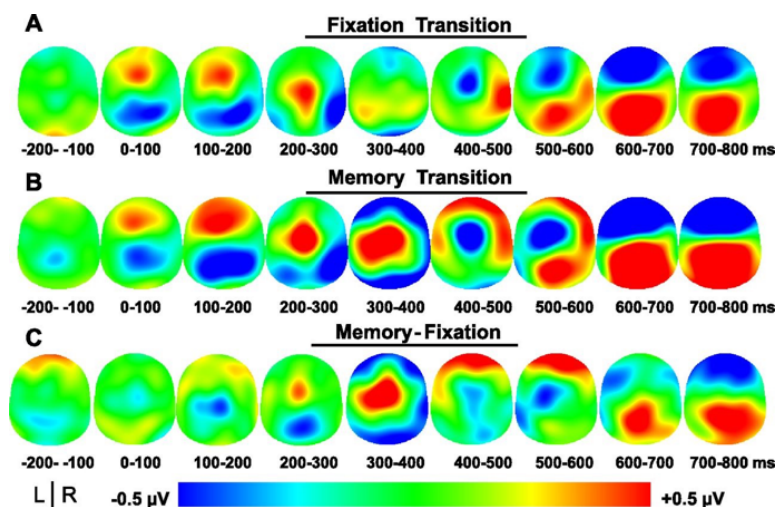 A
Fixation Transition
-200- -100 0-100 100-200 200-300 300-400 400-500 500-600 600-700 700-800 ms
B
Memory Transition
-200- -100 0-100 100-200 200-300 300-400 400-500 500-600 600-700 700-800 ms
C
Memory-Fixation
-200- -100 0-100 100-200 200-300 300-400 400-500 500-600 600-700 700-800 ms
L|R -0.5 μV +0.5 μV